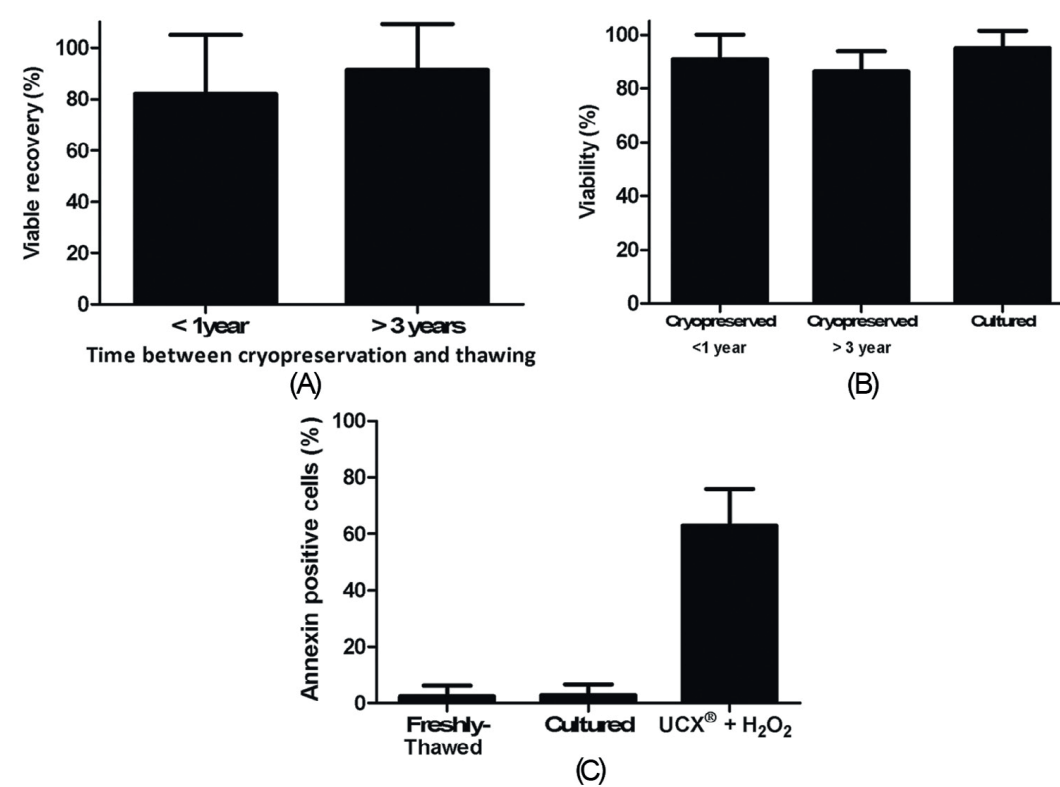 Viable recovery (%)
100
80
60
40
20
0
< 1year > 3 years
Time between cryopreservation and thawing
(A)
Viability (%)
100
80
60
40
20
0
Cryopreserved Cryopreserved Cultured
<1 year > 3 year
(B)
Annexin positive cells (%)
100
80
60
40
20
0
Freshly- Cultured UCX® + H₂O₂
Thawed
(C)